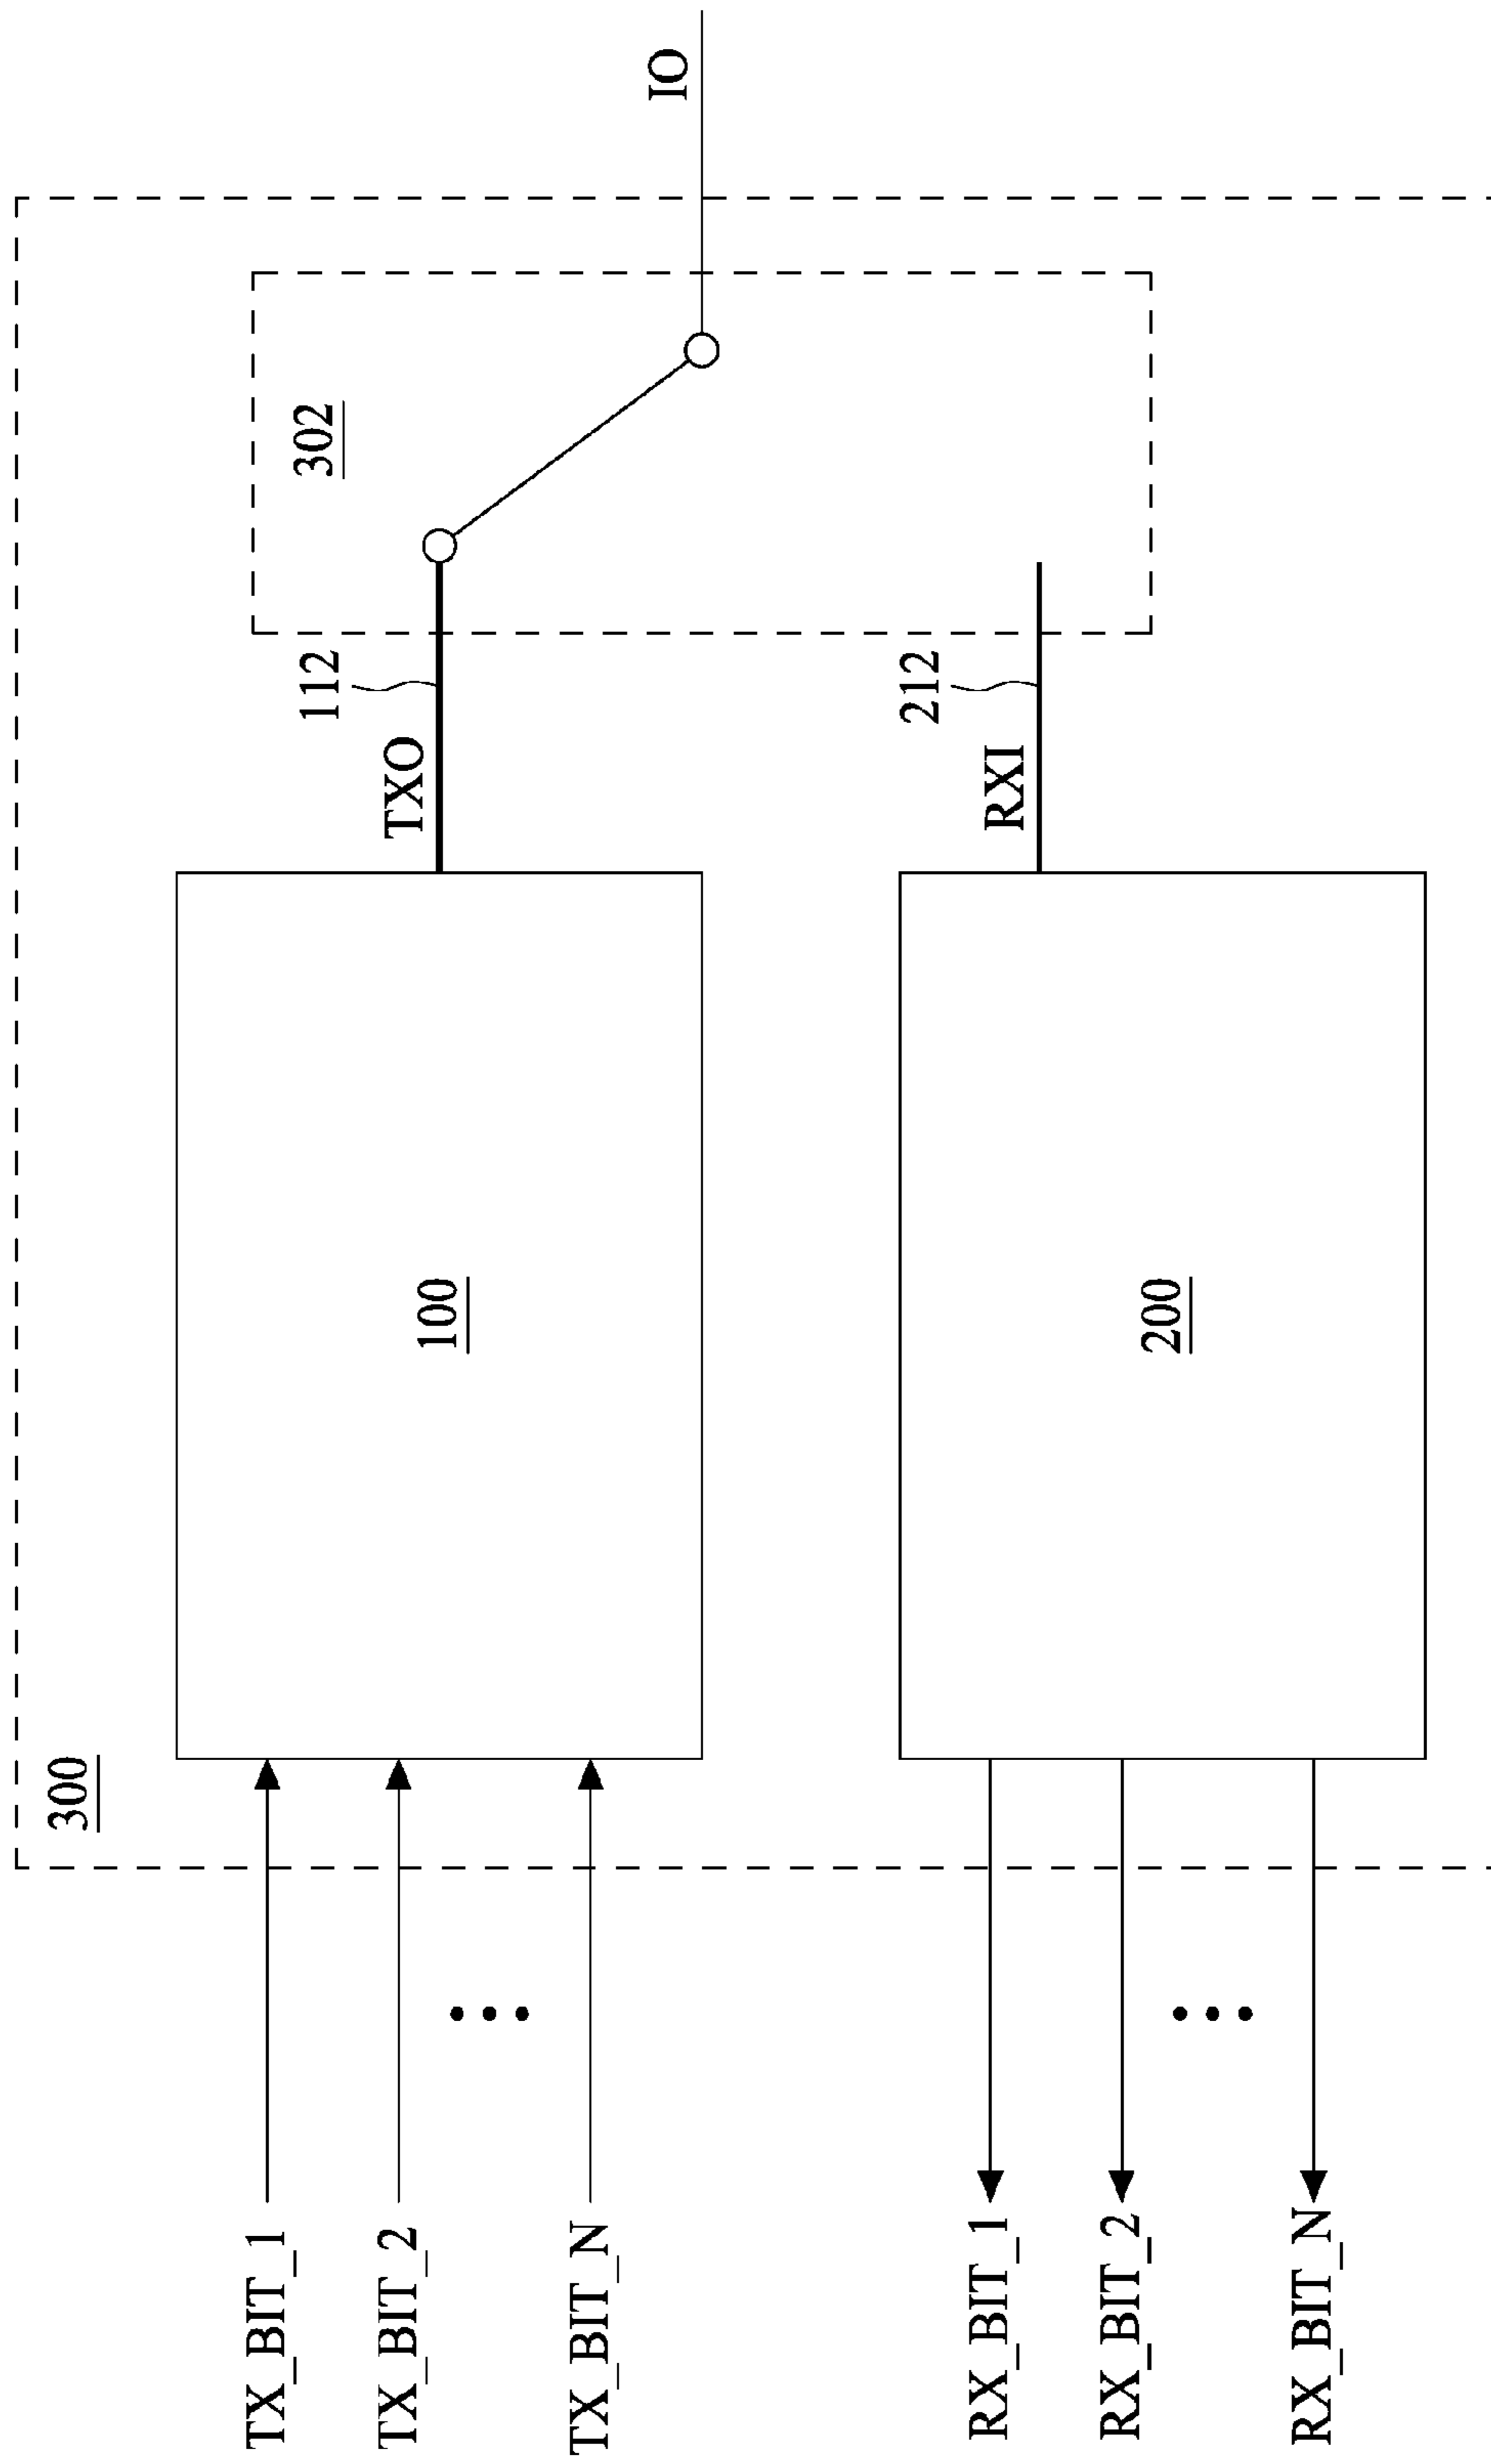 300
TX_BIT_1
TX_BIT_2
TX_BIT_N
100
TXO
112
302
IO
RX_BIT_1
RX_BIT_2
RX_BIT_N
200
RXI
212